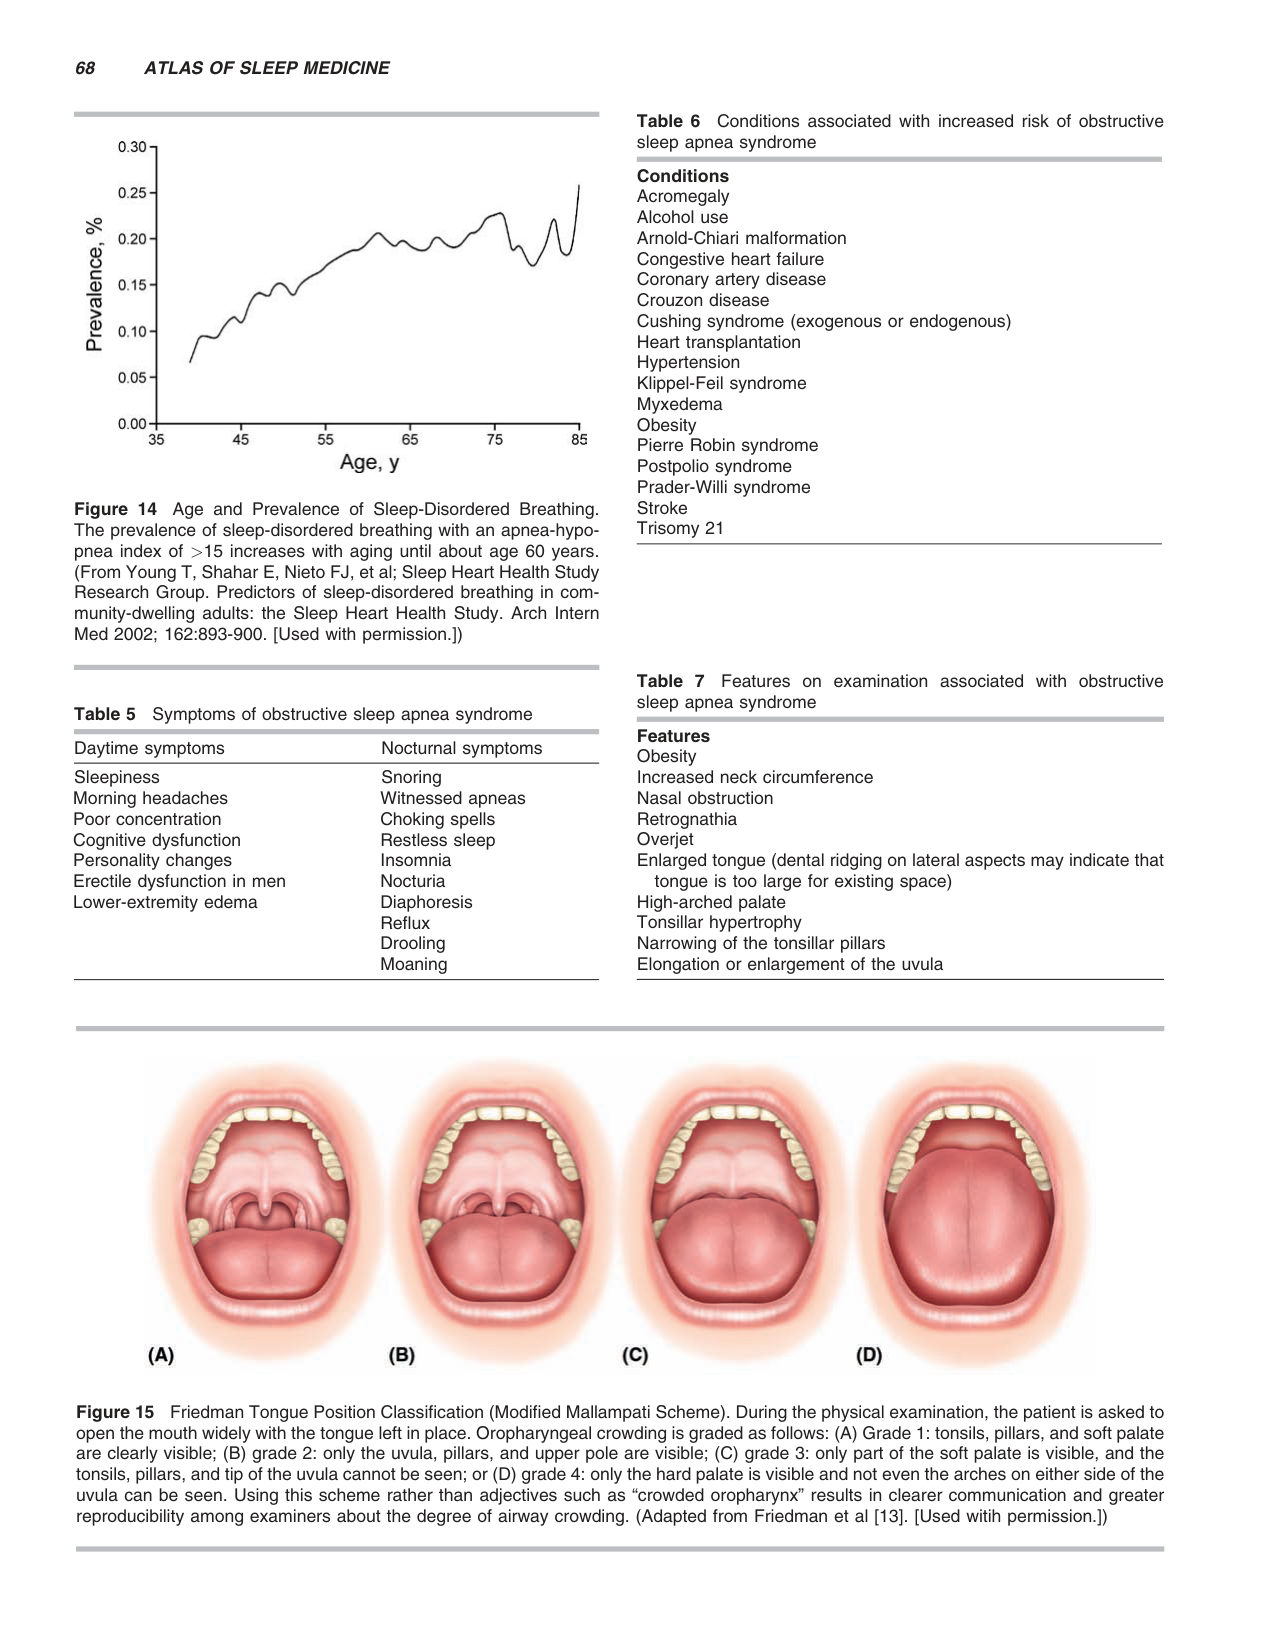 68 ATLAS OF SLEEP MEDICINE
0.30
0.25
0.20
0.15
0.10
0.05
0.00
Prevalence, %
35 45 55 65 75 85
Age, y
Figure 14 Age and Prevalence of Sleep-Disordered Breathing.
The prevalence of sleep-disordered breathing with an apnea-hypo-
pnea index of >15 increases with aging until about age 60 years.
(From Young T, Shahar E, Nieto FJ, et al; Sleep Heart Health Study
Research Group. Predictors of sleep-disordered breathing in com-
munity-dwelling adults: the Sleep Heart Health Study. Arch Intern
Med 2002; 162:893-900. [Used with permission.])
Table 5 Symptoms of obstructive sleep apnea syndrome
Daytime symptoms Nocturnal symptoms
Sleepiness Snoring
Morning headaches Witnessed apneas
Poor concentration Choking spells
Cognitive dysfunction Restless sleep
Personality changes Insomnia
Erectile dysfunction in men Nocturia
Lower-extremity edema Diaphoresis
Reflux
Drooling
Moaning
Table 6 Conditions associated with increased risk of obstructive
sleep apnea syndrome
Conditions
Acromegaly
Alcohol use
Arnold-Chiari malformation
Congestive heart failure
Coronary artery disease
Crouzon disease
Cushing syndrome (exogenous or endogenous)
Heart transplantation
Hypertension
Klippel-Feil syndrome
Myxedema
Obesity
Pierre Robin syndrome
Postpolio syndrome
Prader-Willi syndrome
Stroke
Trisomy 21
Table 7 Features on examination associated with obstructive
sleep apnea syndrome
Features
Obesity
Increased neck circumference
Nasal obstruction
Retrognathia
Overjet
Enlarged tongue (dental ridging on lateral aspects may indicate that
tongue is too large for existing space)
High-arched palate
Tonsillar hypertrophy
Narrowing of the tonsillar pillars
Elongation or enlargement of the uvula
(A) (B) (C) (D)
Figure 15 Friedman Tongue Position Classification (Modified Mallampati Scheme). During the physical examination, the patient is asked to
open the mouth widely with the tongue left in place. Oropharyngeal crowding is graded as follows: (A) Grade 1: tonsils, pillars, and soft palate
are clearly visible; (B) grade 2: only the uvula, pillars, and upper pole are visible; (C) grade 3: only part of the soft palate is visible, and the
tonsils, pillars, and tip of the uvula cannot be seen; or (D) grade 4: only the hard palate is visible and not even the arches on either side of the
uvula can be seen. Using this scheme rather than adjectives such as “crowded oropharynx” results in clearer communication and greater
reproducibility among examiners about the degree of airway crowding. (Adapted from Friedman et al [13]. [Used witih permission.])